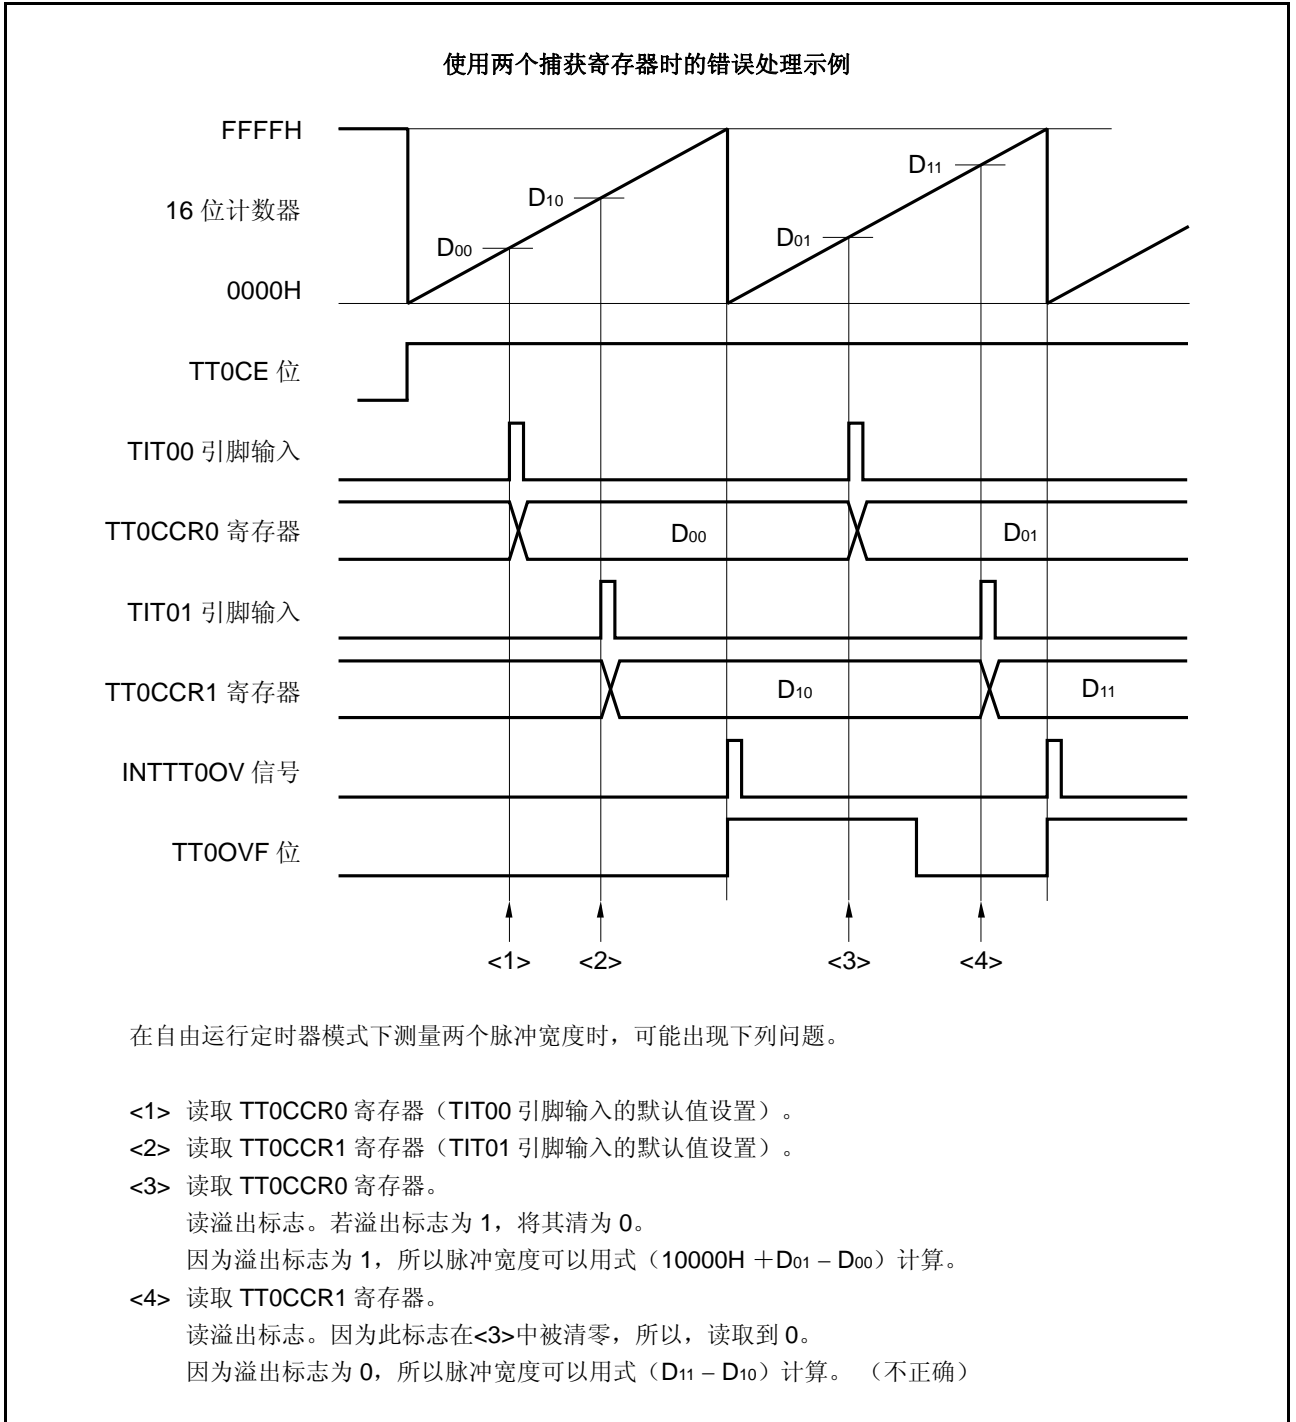 使用两个捕获寄存器时的错误处理示例
FFFFH
16 位计数器
0000H
D00
D10
D01
D11
TT0CE 位
TIT00 引脚输入
TT0CCR0 寄存器
D00
D01
TIT01 引脚输入
TT0CCR1 寄存器
D10
D11
INTTT0OV 信号
TT0OVF 位
<1> <2> <3> <4>
在自由运行定时器模式下测量两个脉冲宽度时，可能出现下列问题。
<1> 读取 TT0CCR0 寄存器（TIT00 引脚输入的默认值设置）。
<2> 读取 TT0CCR1 寄存器（TIT01 引脚输入的默认值设置）。
<3> 读取 TT0CCR0 寄存器。
读溢出标志。若溢出标志为 1，将其清为 0。
因为溢出标志为 1，所以脉冲宽度可以用式（10000H ＋D01 – D00）计算。
<4> 读取 TT0CCR1 寄存器。
读溢出标志。因为此标志在<3>中被清零，所以，读取到 0。
因为溢出标志为 0，所以脉冲宽度可以用式（D11 – D10）计算。 （不正确）